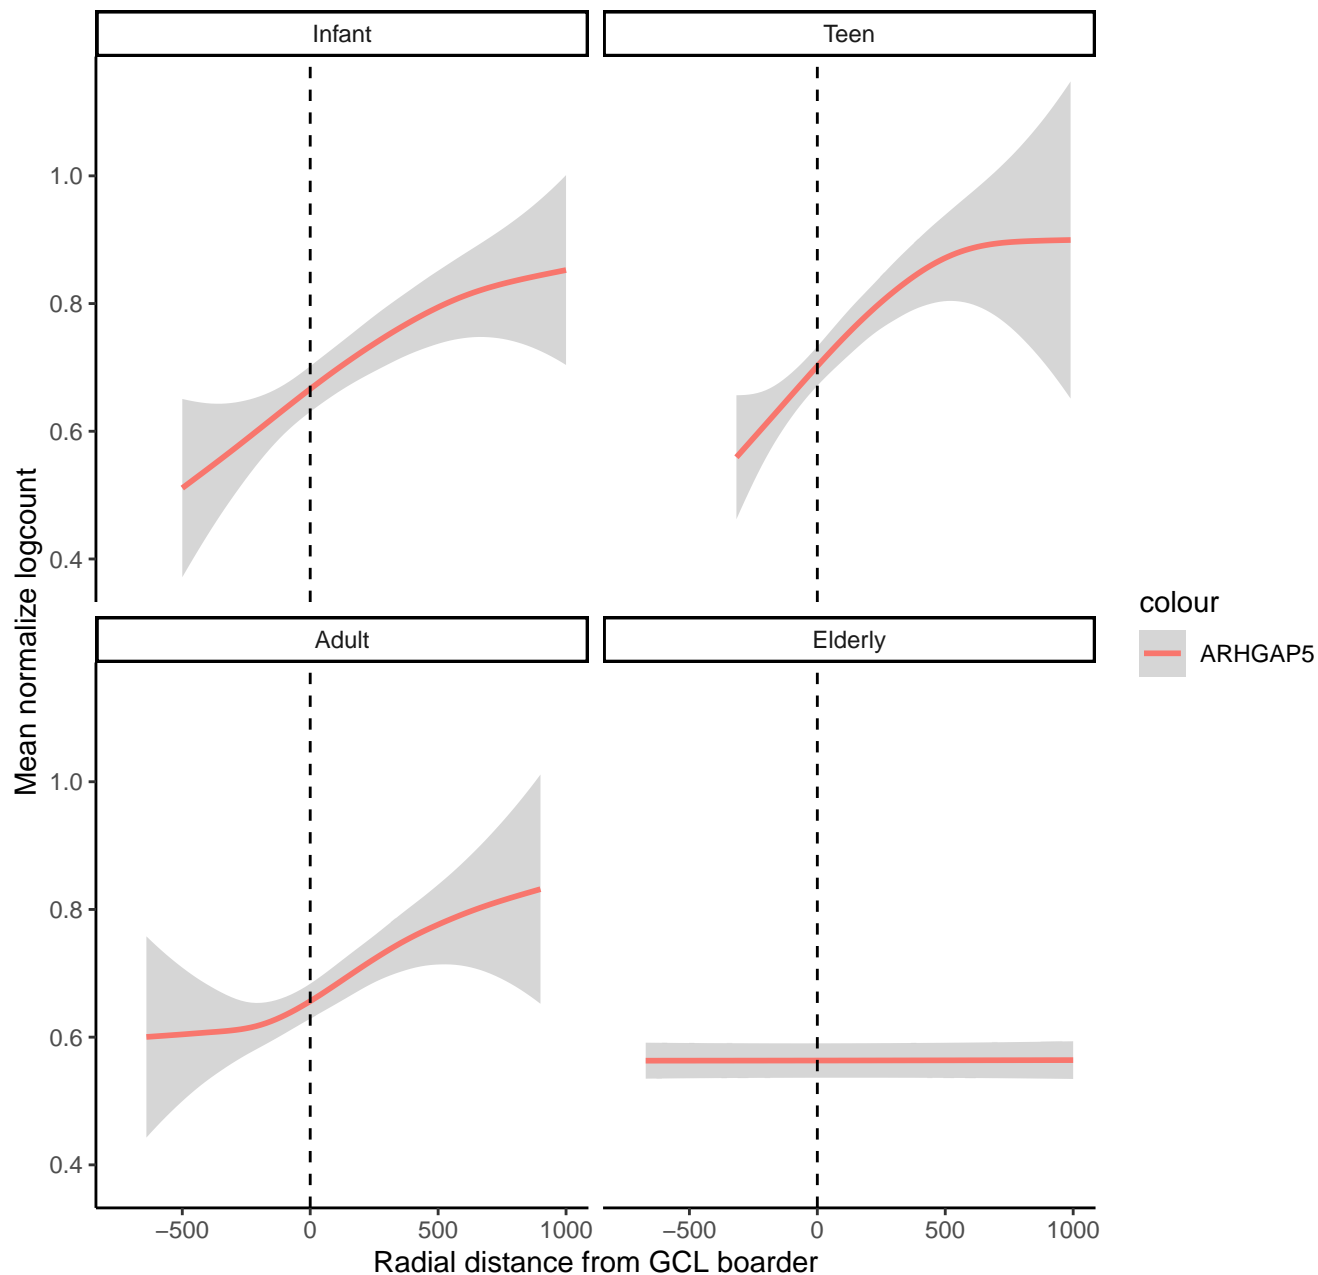 Infant
Teen
1.0
0.8
0.6
0.4
Adult
Elderly
1.0
0.8
0.6
0.4
−500
0
500
1000
−500
0
500
1000
Radial distance from GCL boarder
Mean normalize logcount
colour
ARHGAP5